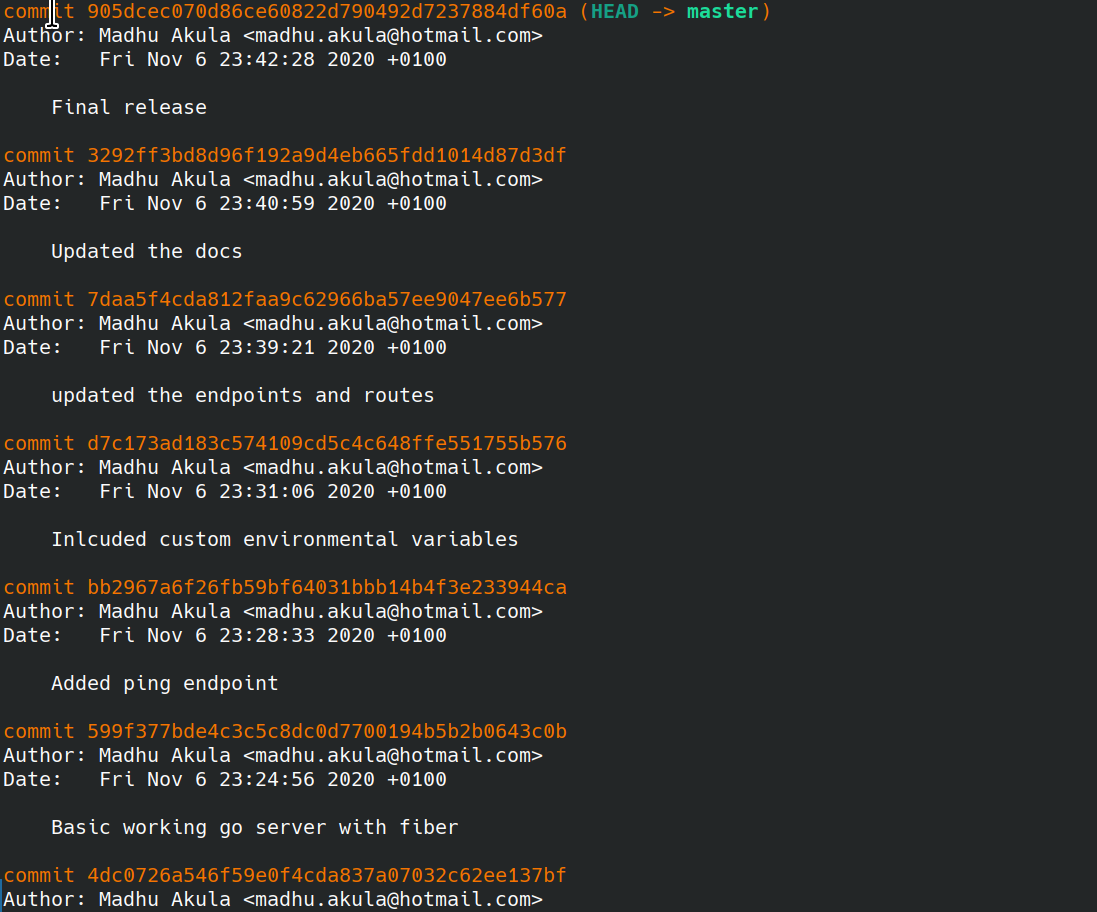 commit 905dcec070d86ce60822d790492d7237884df60a (HEAD -> master)
Author: Madhu Akula <madhu.akula@hotmail.com>
Date:   Fri Nov 6 23:42:28 2020 +0100
    Final release
commit 3292ff3bd8d96f192a9d4eb665fdd1014d87d3df
Author: Madhu Akula <madhu.akula@hotmail.com>
Date:   Fri Nov 6 23:40:59 2020 +0100
    Updated the docs
commit 7daa5f4cda812faa9c62966ba57ee9047ee6b577
Author: Madhu Akula <madhu.akula@hotmail.com>
Date:   Fri Nov 6 23:39:21 2020 +0100
    updated the endpoints and routes
commit d7c173ad183c574109cd5c4c648ffe551755b576
Author: Madhu Akula <madhu.akula@hotmail.com>
Date:   Fri Nov 6 23:31:06 2020 +0100
    Inlcuded custom environmental variables
commit bb2967a6f26fb59bf64031bbb14b4f3e233944ca
Author: Madhu Akula <madhu.akula@hotmail.com>
Date:   Fri Nov 6 23:28:33 2020 +0100
    Added ping endpoint
commit 599f377bde4c3c5c8dc0d7700194b5b2b0643c0b
Author: Madhu Akula <madhu.akula@hotmail.com>
Date:   Fri Nov 6 23:24:56 2020 +0100
    Basic working go server with fiber
commit 4dc0726a546f59e0f4cda837a07032c62ee137bf
Author: Madhu Akula <madhu.akula@hotmail.com>